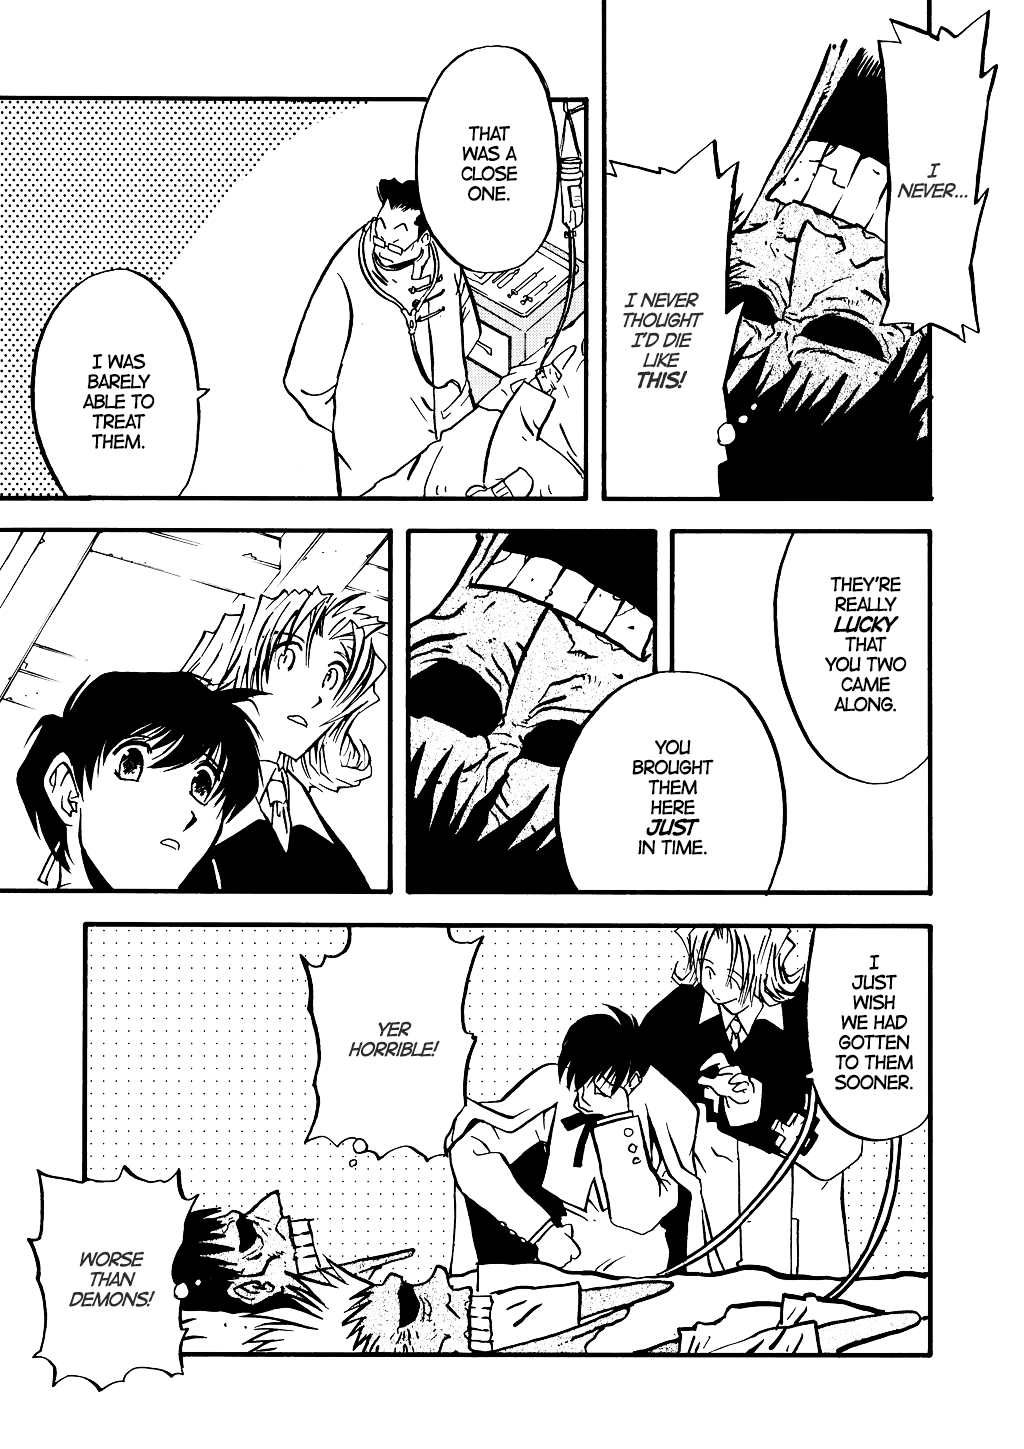 I
NEVER...
I NEVER
THOUGHT
I'D DIE
LIKE
THIS!
THAT
WAS A
CLOSE
ONE.
I WAS
BARELY
ABLE TO
TREAT
THEM.
THEY'RE
REALLY
LUCKY
THAT
YOU TWO
CAME
ALONG.
YOU
BROUGHT
THEM
HERE
JUST
IN TIME.
I
JUST
WISH
WE HAD
GOTTEN
TO THEM
SOONER.
YER
HORRIBLE!
WORSE
THAN
DEMONS!